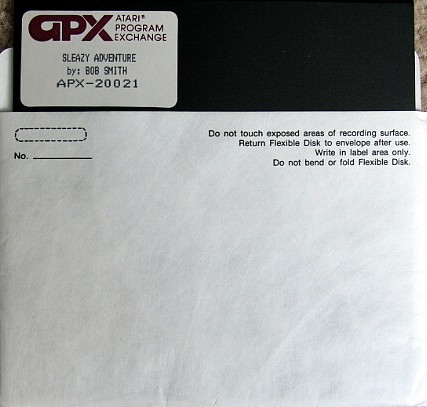 APX ATARI® PROGRAM EXCHANGE
SLEAZY ADVENTURE
by: BOB SMITH
APX-20021
Do not touch exposed areas of recording surface.
Return Flexible Disk to envelope after use.
Write in label area only.
Do not bend or fold Flexible Disk.
No.